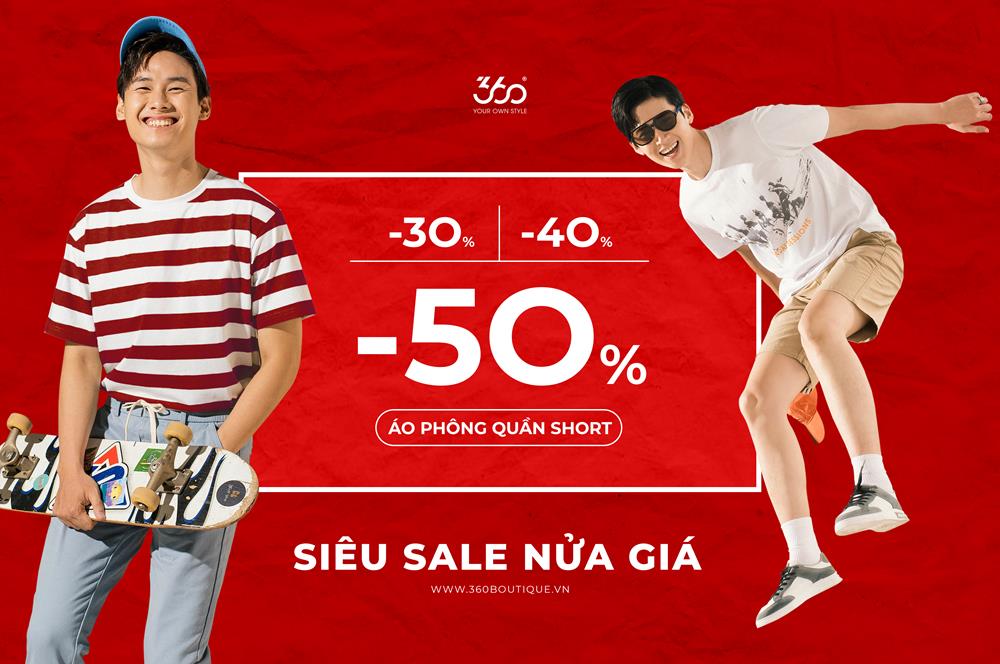 360®
YOUR OWN STYLE
-30% -40%
-50%
ÁO PHÔNG QUẦN SHORT
SIÊU SALE NỬA GIÁ
WWW.360BOUTIQUE.VN